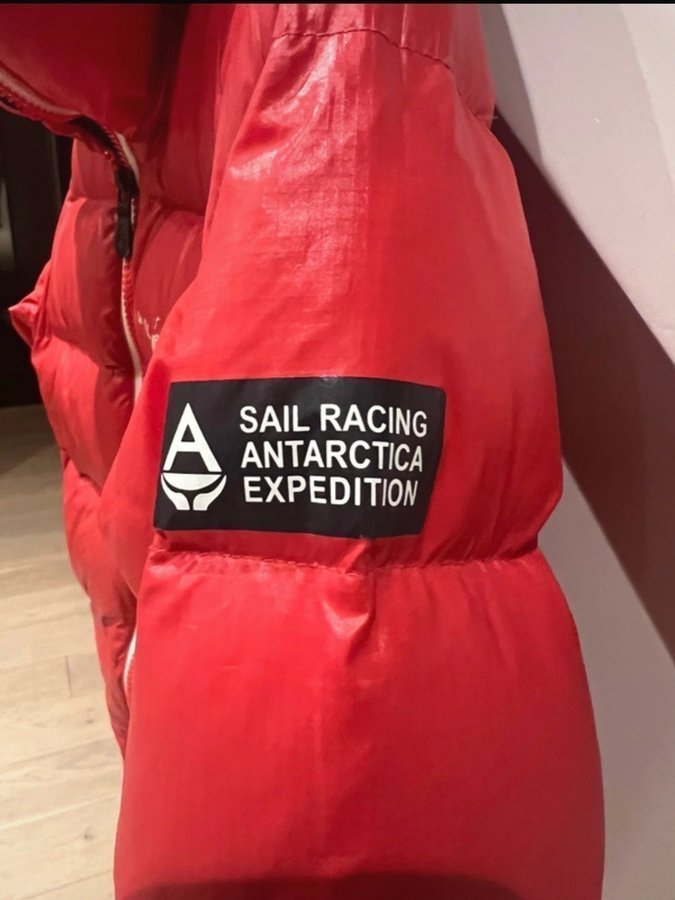 A
SAIL RACING
ANTARCTICA
EXPEDITION